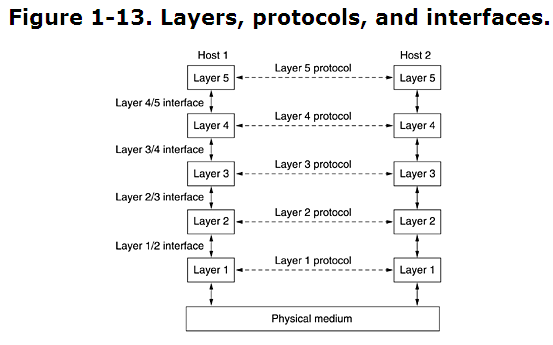 Figure 1-13. Layers, protocols, and interfaces.
Host 1
Host 2
Layer 5
Layer 5 protocol
Layer 5
Layer 4/5 interface
Layer 4
Layer 4 protocol
Layer 4
Layer 3/4 interface
Layer 3
Layer 3 protocol
Layer 3
Layer 2/3 interface
Layer 2
Layer 2 protocol
Layer 2
Layer 1/2 interface
Layer 1
Layer 1 protocol
Layer 1
Physical medium